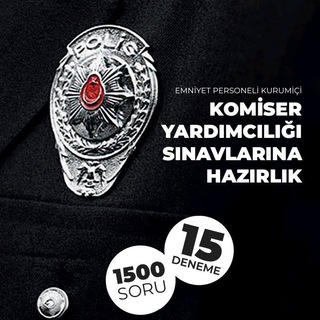 POLİS
EMNİYET PERSONELİ KURUMİÇİ
KOMİSER
YARDIMCILIĞI
SINAVLARINA
HAZIRLIK
15
DENEME
1500
SORU